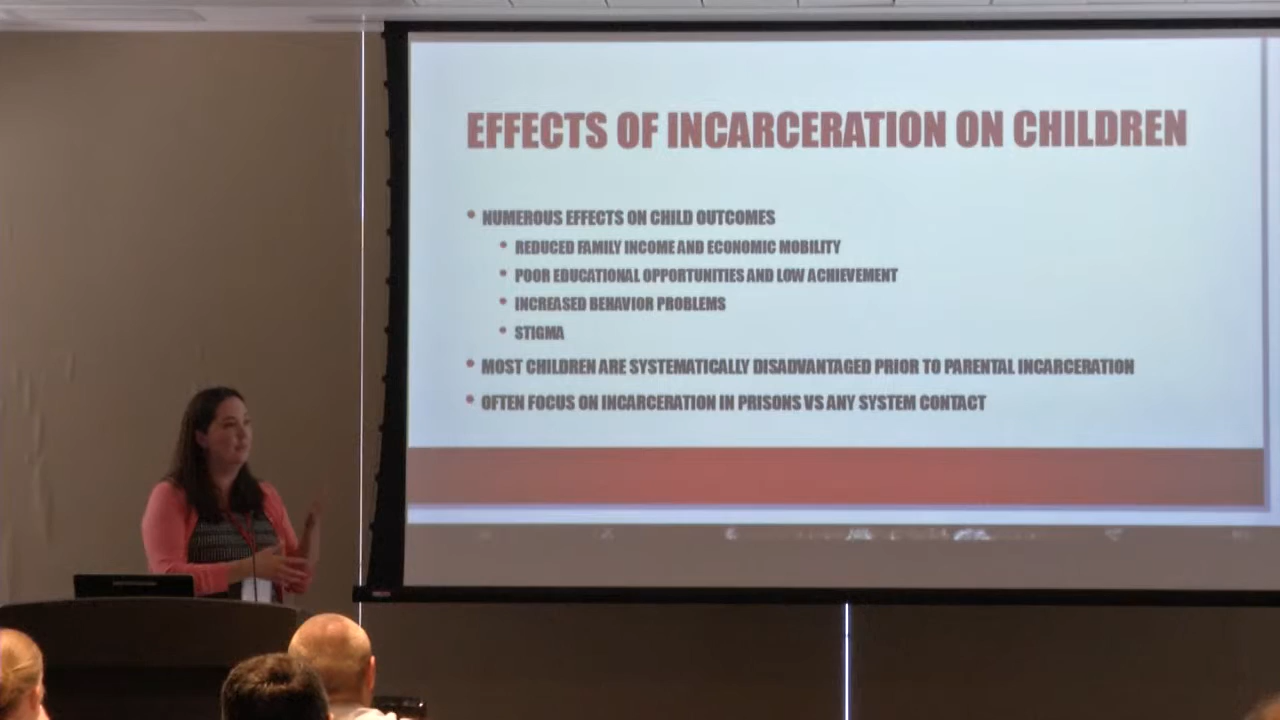 EFFECTS OF INCARCERATION ON CHILDREN
• NUMEROUS EFFECTS ON CHILD OUTCOMES
• REDUCED FAMILY INCOME AND ECONOMIC MOBILITY
• POOR EDUCATIONAL OPPORTUNITIES AND LOW ACHIEVEMENT
• INCREASED BEHAVIOR PROBLEMS
• STIGMA
• MOST CHILDREN ARE SYSTEMATICALLY DISADVANTAGED PRIOR TO PARENTAL INCARCERATION
• OFTEN FOCUS ON INCARCERATION IN PRISONS VS ANY SYSTEM CONTACT